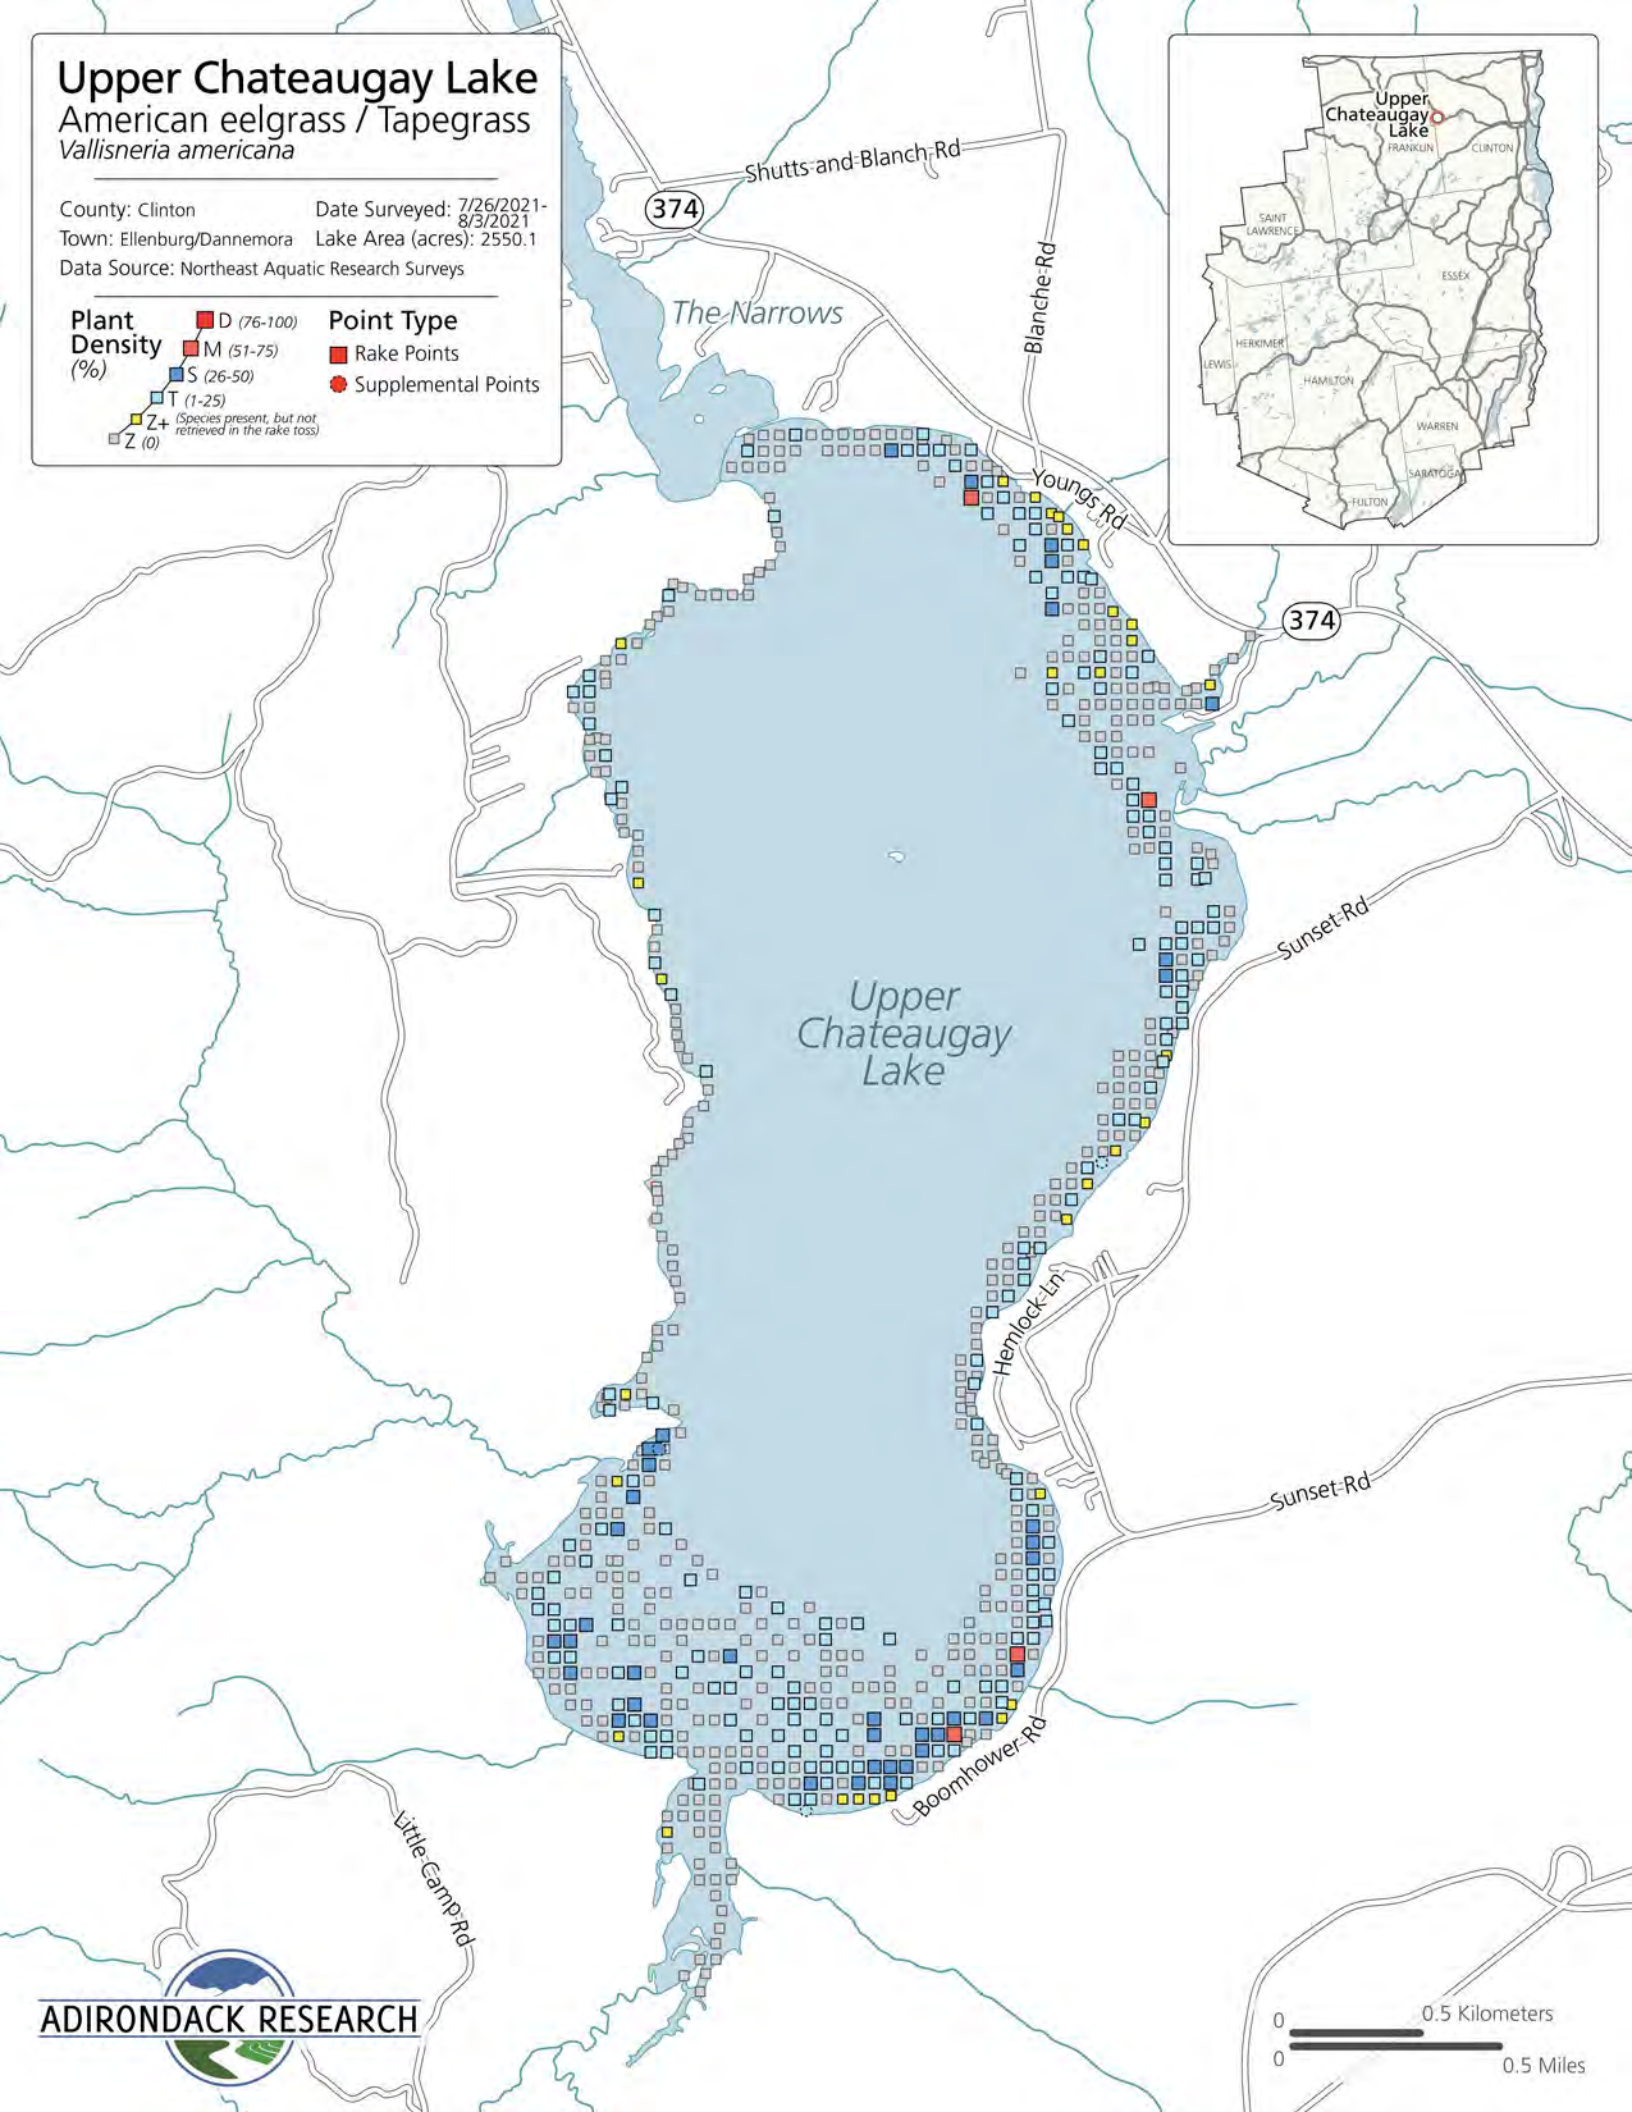 Upper Chateaugay Lake
American eelgrass / Tapegrass
Vallisneria americana
County: Clinton
Date Surveyed: 7/26/2021-
8/3/2021
Town: Ellenburg/Dannemora
Lake Area (acres): 2550.1
Data Source: Northeast Aquatic Research Surveys
Plant
Density
(%)
D (76-100)
M (51-75)
S (26-50)
T (1-25)
Z+ (Species present, but not
retrieved in the rake toss)
Z (0)
Point Type
Rake Points
Supplemental Points
Upper
Chateaugay
Lake
FRANKLIN
CLINTON
SAINT
LAWRENCE
ESSEX
HERKIMER
LEWIS
HAMILTON
WARREN
SARATOGA
FULTON
Shutts and Blanch Rd
374
Blanche Rd
The Narrows
Youngs Rd
374
Sunset Rd
Upper
Chateaugay
Lake
Hemlock Ln
Sunset Rd
Boomhower Rd
Little Camp Rd
ADIRONDACK RESEARCH
0
0.5 Kilometers
0
0.5 Miles